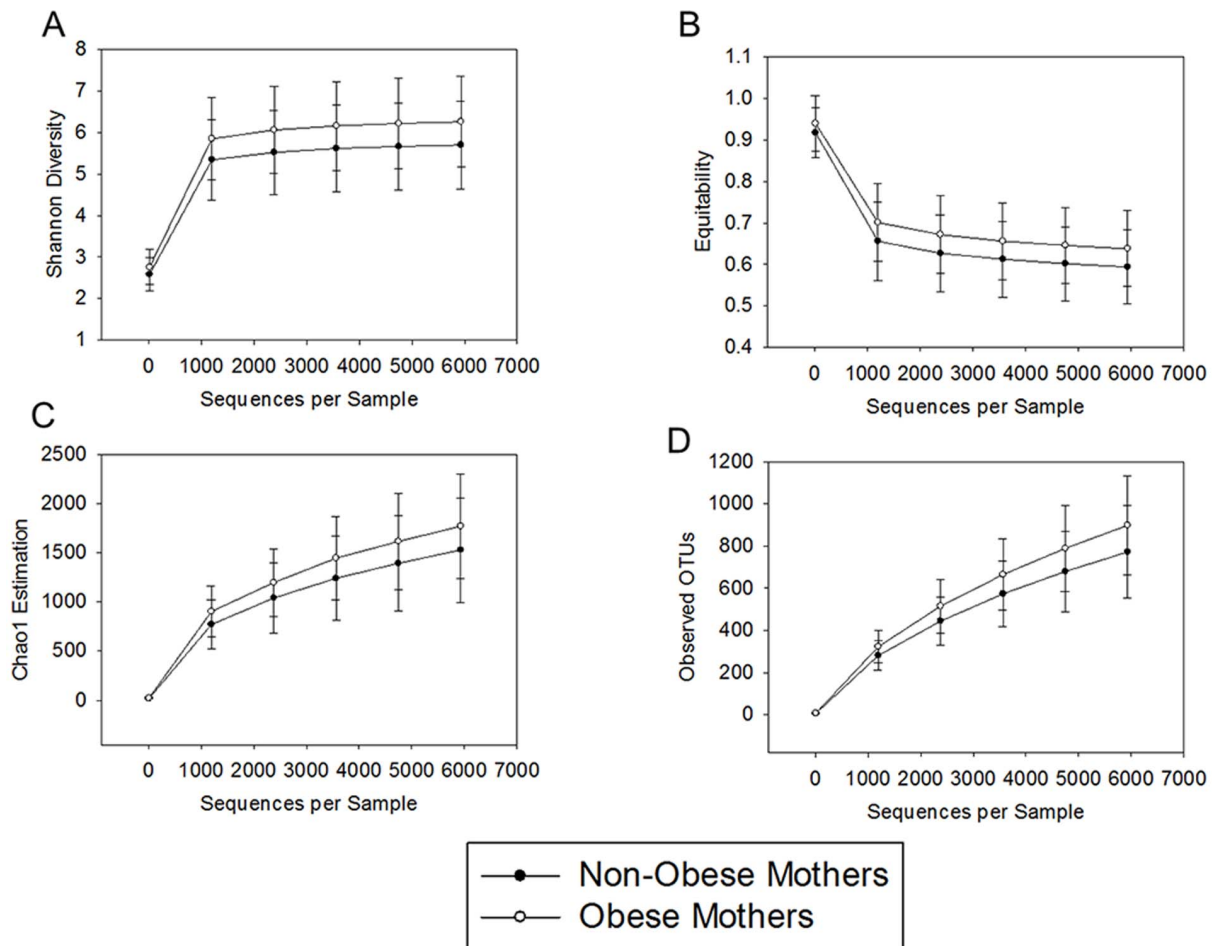 A
8
7
6
5
4
3
2
1
Shannon Diversity
0 1000 2000 3000 4000 5000 6000 7000
Sequences per Sample
B
1.1
1.0
0.9
0.8
0.7
0.6
0.5
0.4
Equitability
0 1000 2000 3000 4000 5000 6000 7000
Sequences per Sample
C
2500
2000
1500
1000
500
0
Chao1 Estimation
0 1000 2000 3000 4000 5000 6000 7000
Sequences per Sample
D
1200
1000
800
600
400
200
0
Observed OTUs
0 1000 2000 3000 4000 5000 6000 7000
Sequences per Sample
Non-Obese Mothers
Obese Mothers